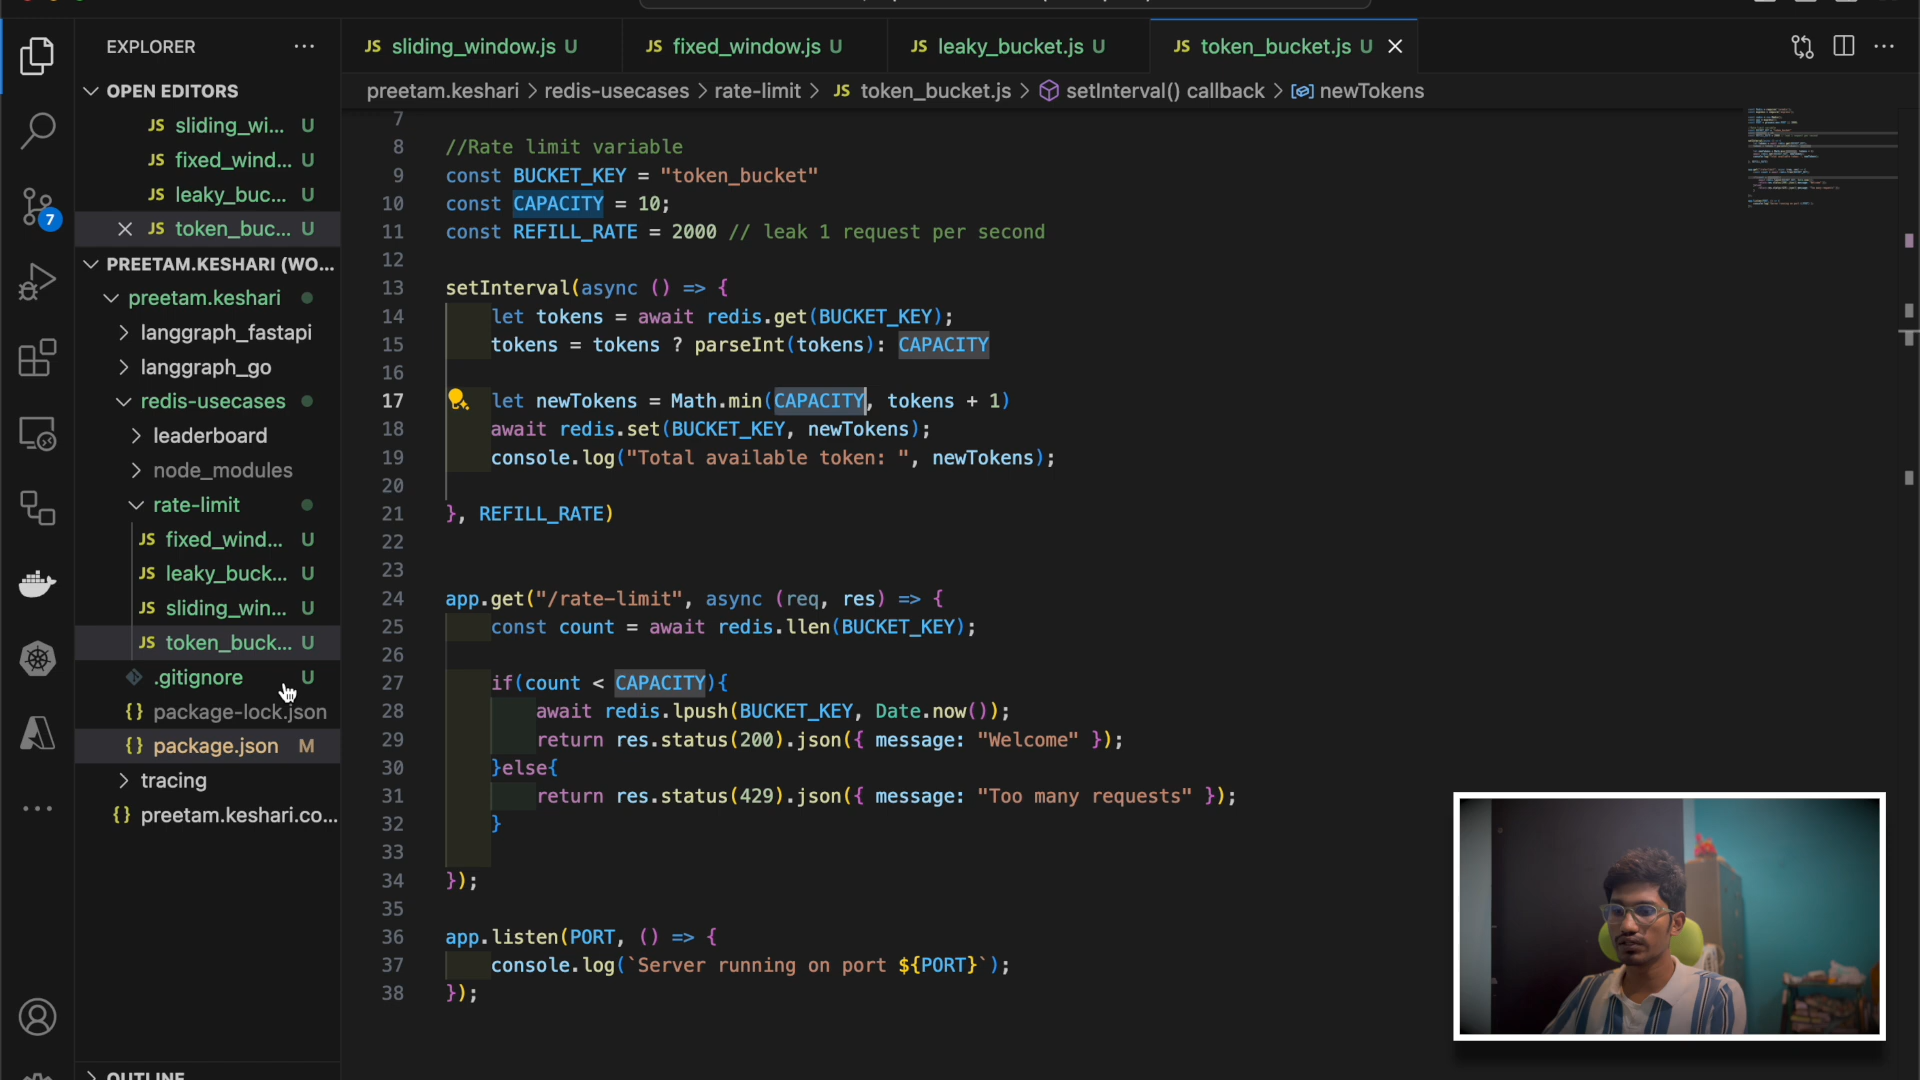 EXPLORER
OPEN EDITORS
JS sliding_wi... U
JS fixed_wind... U
JS leaky_buc... U
JS token_buc... U
PREETAM.KESHARI (WO...
preetam.keshari
langgraph_fastapi
langgraph_go
redis-usecases
leaderboard
node_modules
rate-limit
JS fixed_wind... U
JS leaky_buck... U
JS sliding_win... U
JS token_buck... U
.gitignore U
{} package-lock.json
{} package.json M
tracing
{} preetam.keshari.co...
OUTLINE
7
JS sliding_window.js U
JS fixed_window.js U
JS leaky_bucket.js U
JS token_bucket.js U
preetam.keshari > redis-usecases > rate-limit > JS token_bucket.js > setInterval() callback > newTokens
7
8 //Rate limit variable
9 const BUCKET_KEY = "token_bucket"
10 const CAPACITY = 10;
11 const REFILL_RATE = 2000 // leak 1 request per second
12
13 setInterval(async () => {
14 let tokens = await redis.get(BUCKET_KEY);
15 tokens = tokens ? parseInt(tokens): CAPACITY
16
17 let newTokens = Math.min(CAPACITY, tokens + 1)
18 await redis.set(BUCKET_KEY, newTokens);
19 console.log("Total available token: ", newTokens);
20
21 }, REFILL_RATE)
22
23
24 app.get("/rate-limit", async (req, res) => {
25 const count = await redis.llen(BUCKET_KEY);
26
27 if(count < CAPACITY){
28 await redis.lpush(BUCKET_KEY, Date.now());
29 return res.status(200).json({ message: "Welcome" });
30 }else{
31 return res.status(429).json({ message: "Too many requests" });
32 }
33
34 });
35
36 app.listen(PORT, () => {
37 console.log(`Server running on port ${PORT}`);
38 });